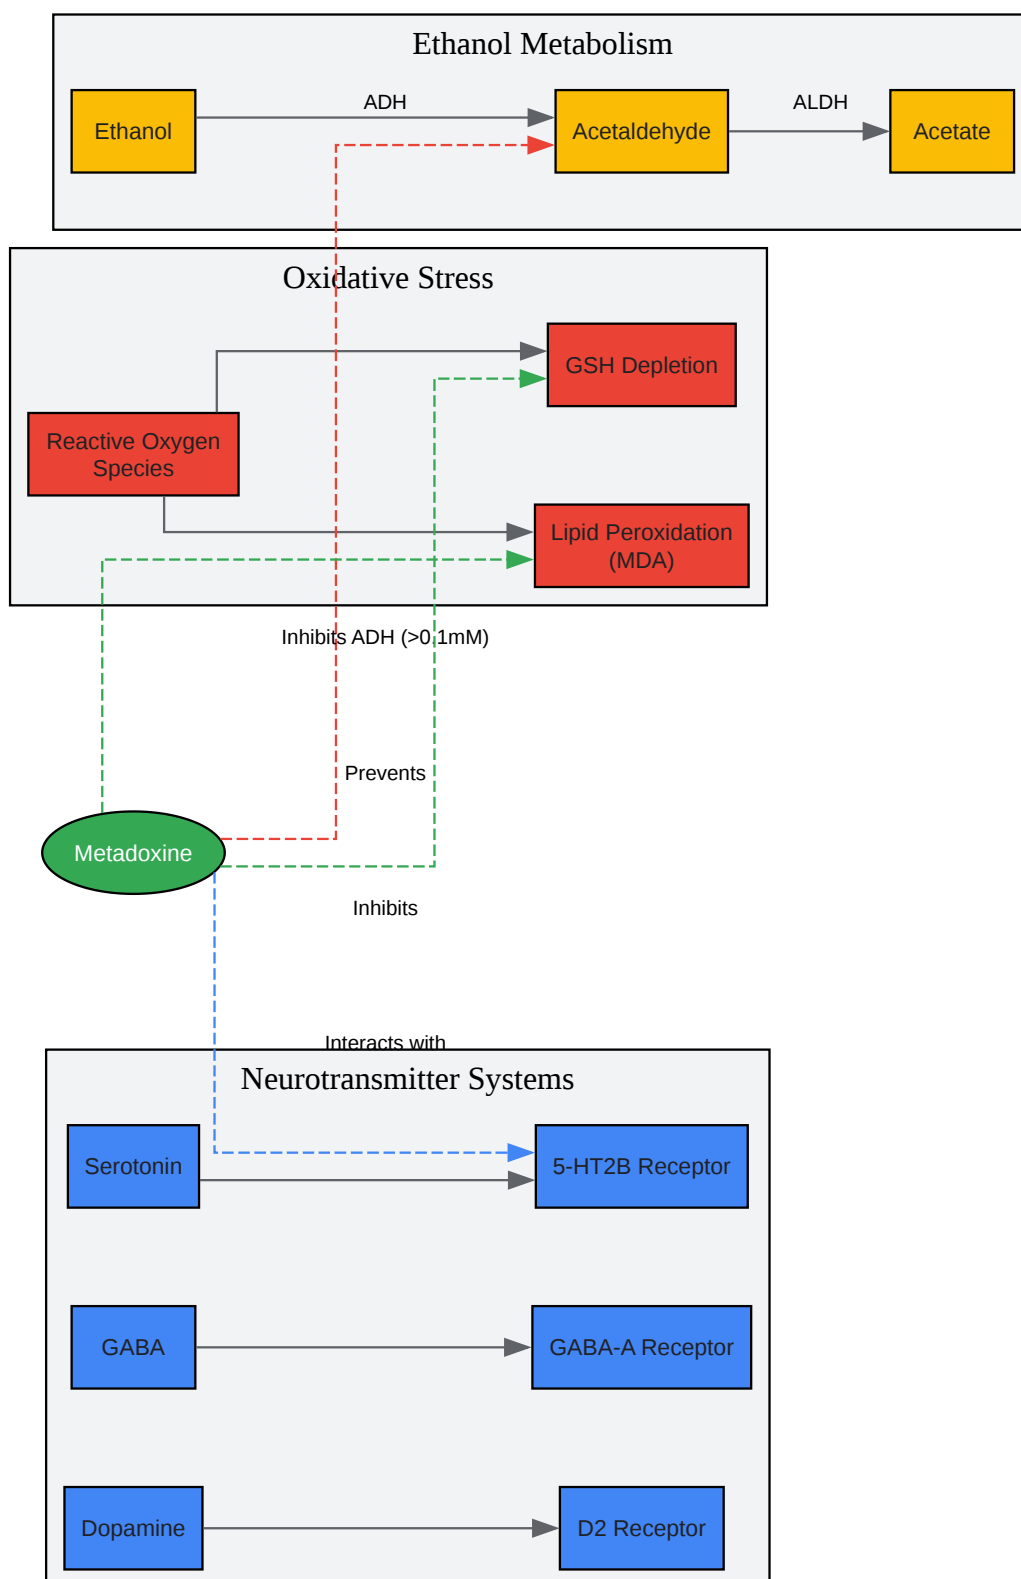 Ethanol Metabolism
ADH
ALDH
Ethanol
Acetaldehyde
Acetate
Oxidative Stress
GSH Depletion
Reactive Oxygen
Species
Lipid Peroxidation
(MDA)
Inhibits ADH (>0.1mM)
Prevents
Metadoxine
Inhibits
Interacts with
Neurotransmitter Systems
Serotonin
5-HT2B Receptor
GABA
GABA-A Receptor
Dopamine
D2 Receptor